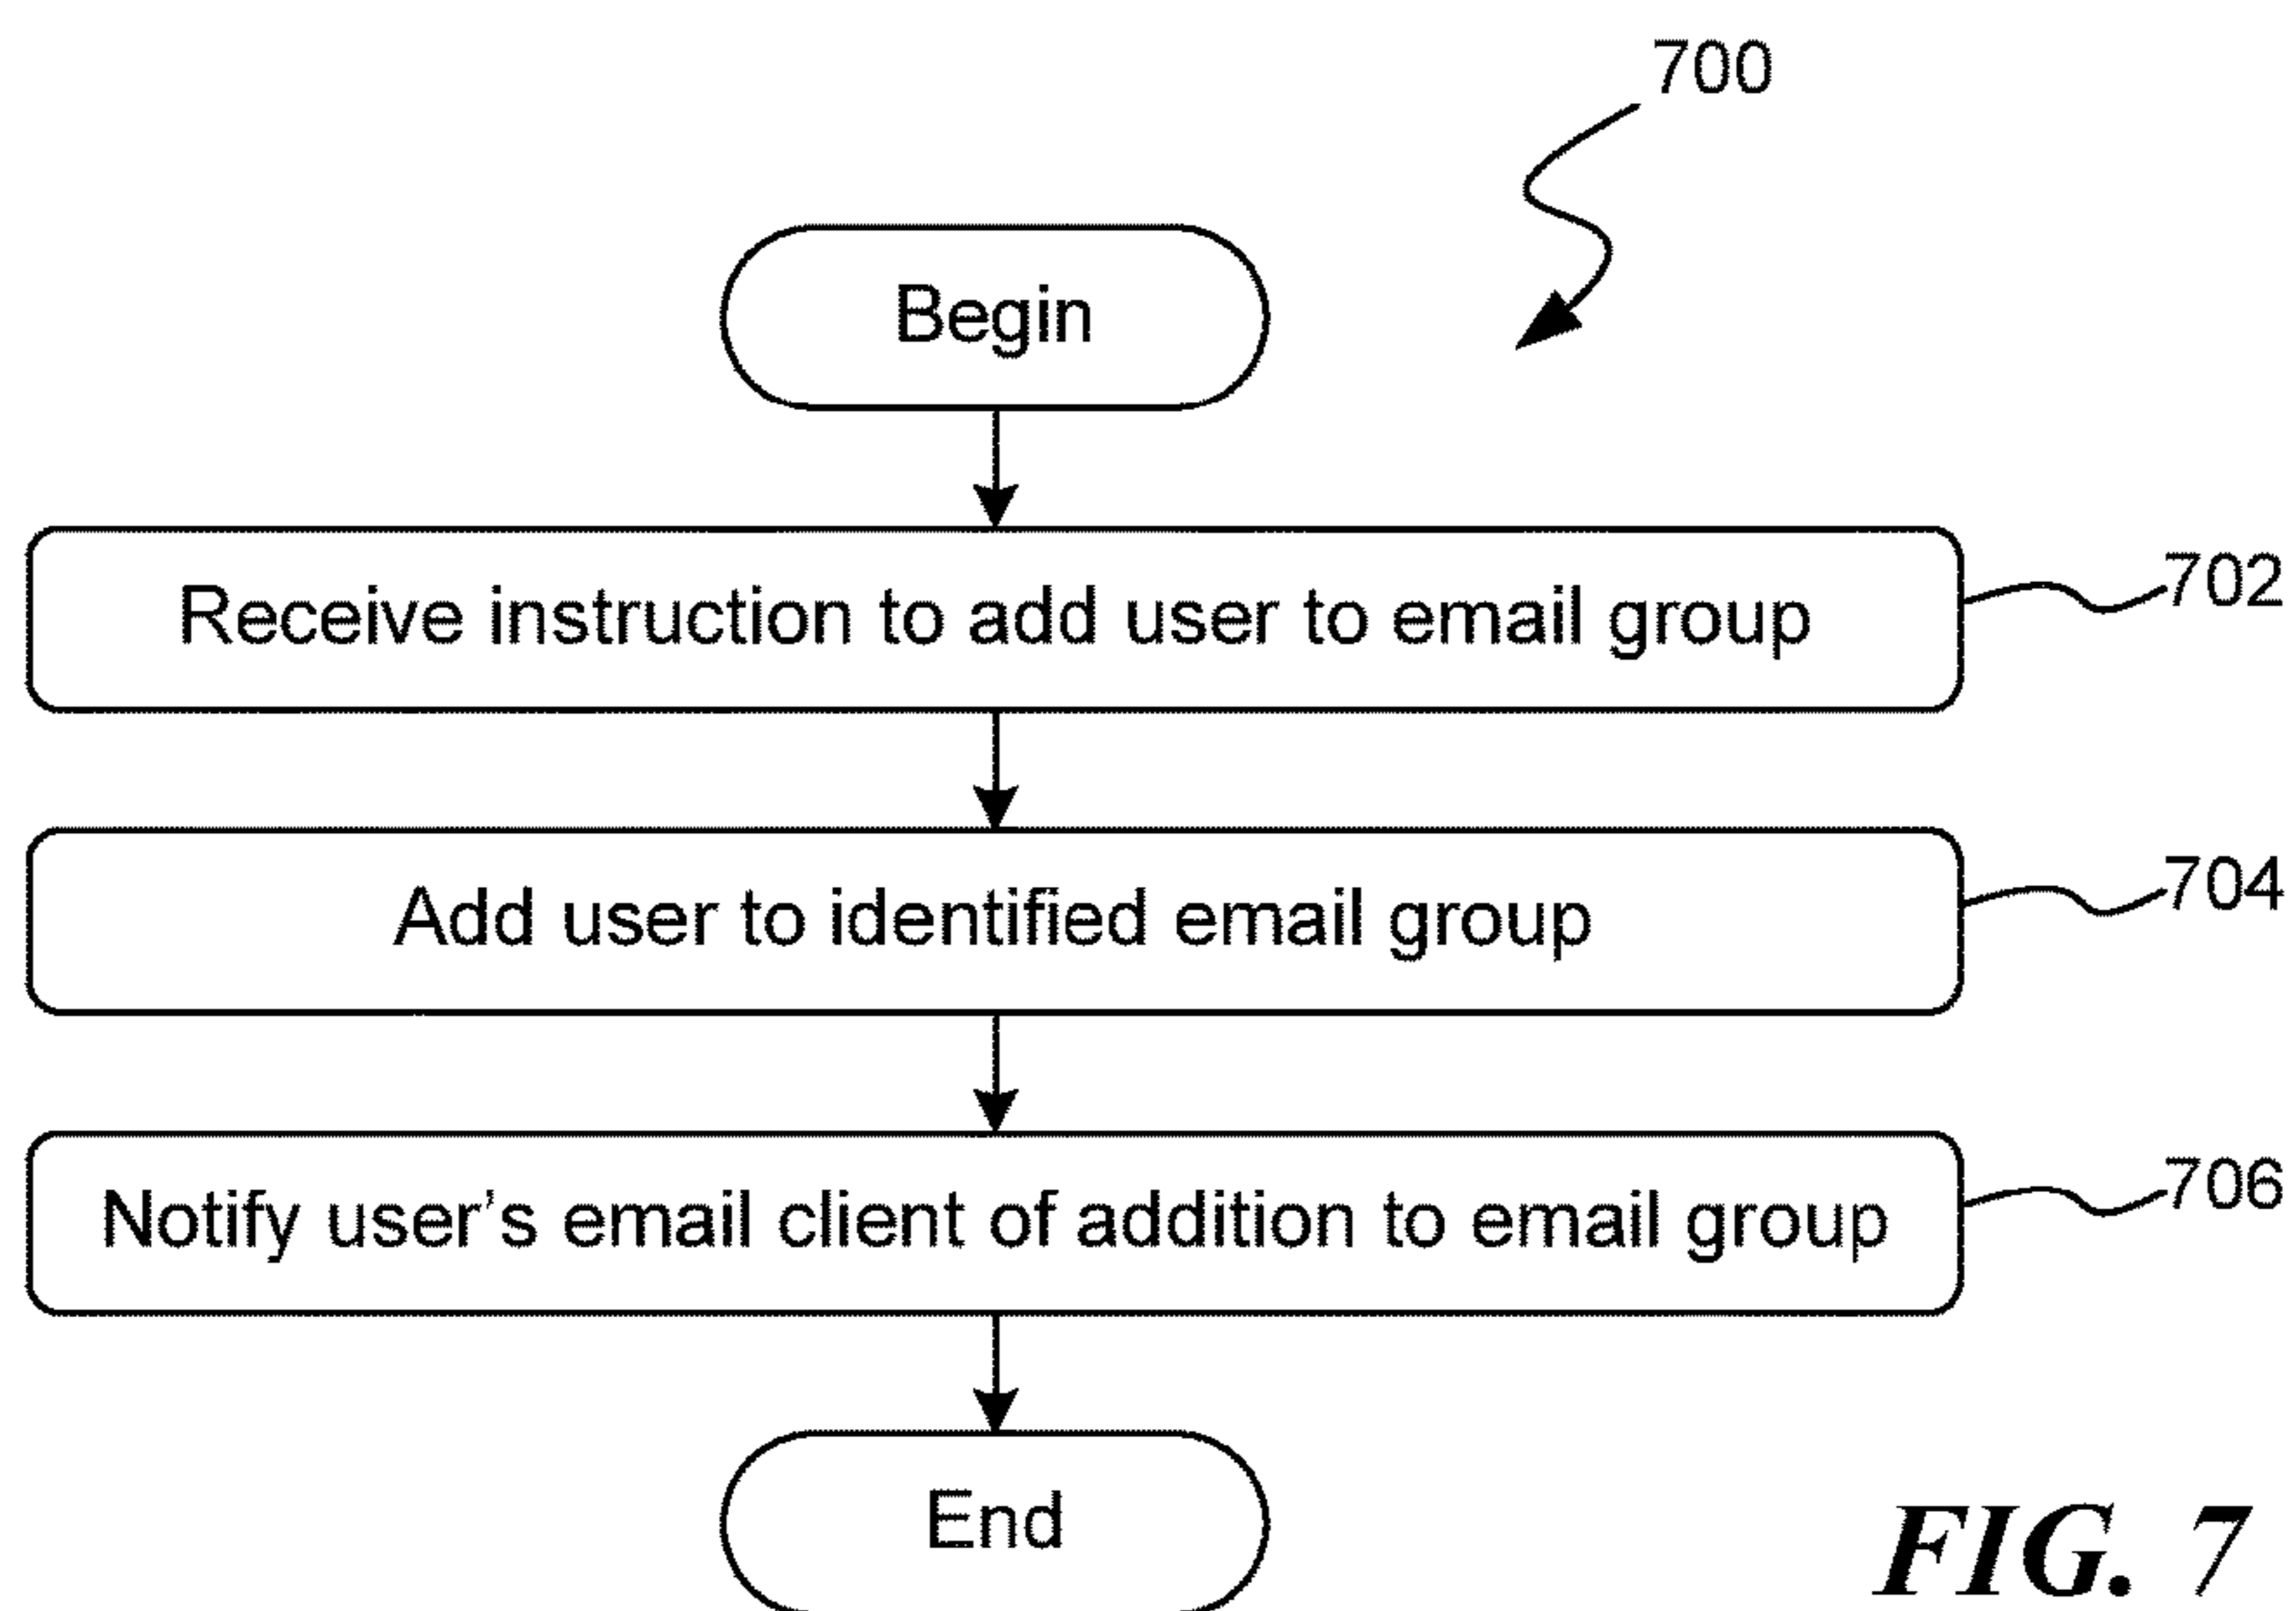 700
Begin
Receive instruction to add user to email group
702
Add user to identified email group
704
Notify user’s email client of addition to email group
706
End
FIG. 7